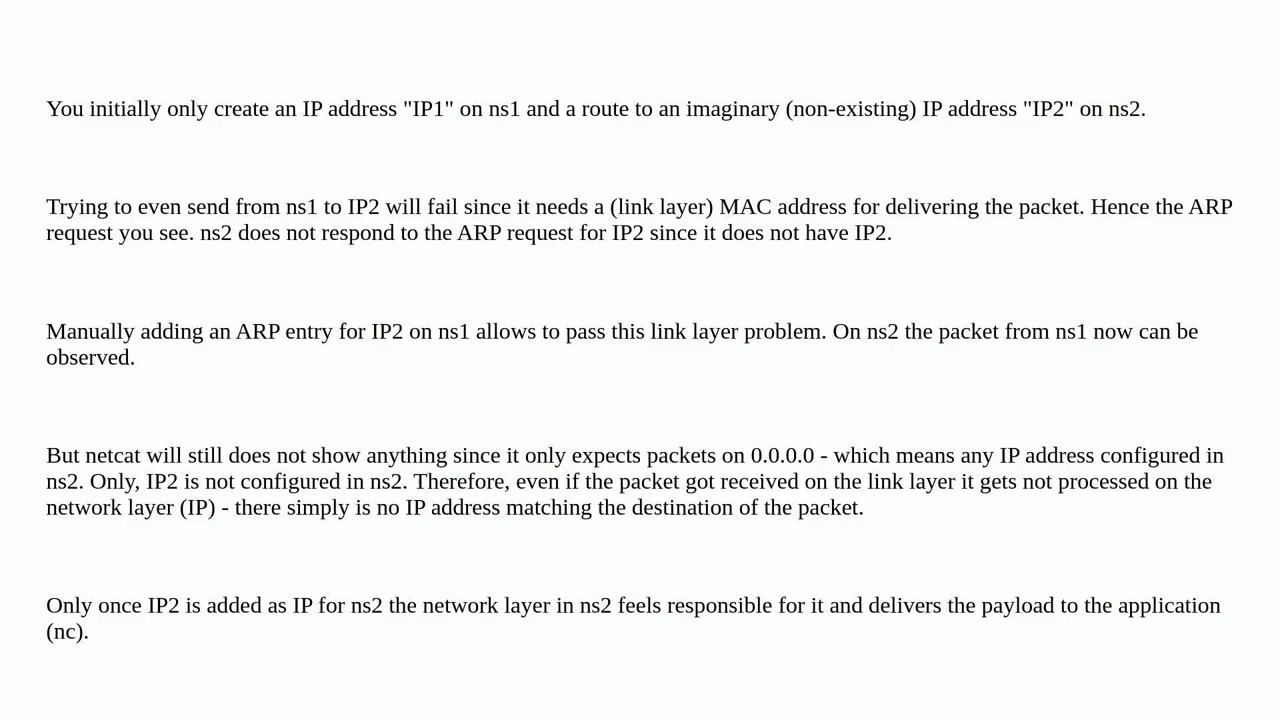 You initially only create an IP address "IP1" on ns1 and a route to an imaginary (non-existing) IP address "IP2" on ns2.
Trying to even send from ns1 to IP2 will fail since it needs a (link layer) MAC address for delivering the packet. Hence the ARP
request you see. ns2 does not respond to the ARP request for IP2 since it does not have IP2.
Manually adding an ARP entry for IP2 on ns1 allows to pass this link layer problem. On ns2 the packet from ns1 now can be
observed.
But netcat will still does not show anything since it only expects packets on 0.0.0.0 - which means any IP address configured in
ns2. Only, IP2 is not configured in ns2. Therefore, even if the packet got received on the link layer it gets not processed on the
network layer (IP) - there simply is no IP address matching the destination of the packet.
Only once IP2 is added as IP for ns2 the network layer in ns2 feels responsible for it and delivers the payload to the application
(nc).